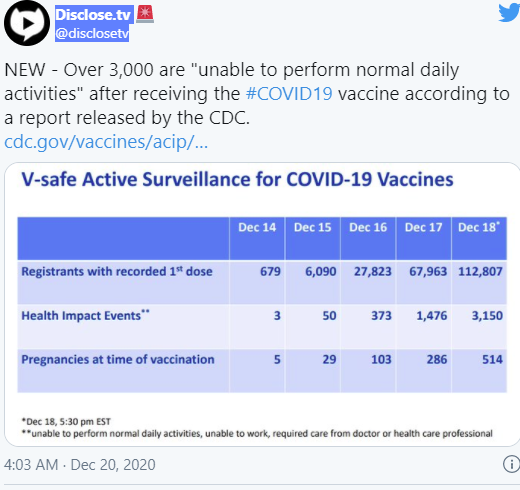 Disclose.tv 🚨
@disclosetv
NEW - Over 3,000 are "unable to perform normal daily
activities" after receiving the #COVID19 vaccine according to
a report released by the CDC.
cdc.gov/vaccines/acip/...
V-safe Active Surveillance for COVID-19 Vaccines
Dec 14 Dec 15 Dec 16 Dec 17 Dec 18*
Registrants with recorded 1st dose 679 6,090 27,823 67,963 112,807
Health Impact Events** 3 50 373 1,476 3,150
Pregnancies at time of vaccination 5 29 103 286 514
*Dec 18, 5:30 pm EST
**unable to perform normal daily activities, unable to work, required care from doctor or health care professional
4:03 AM · Dec 20, 2020